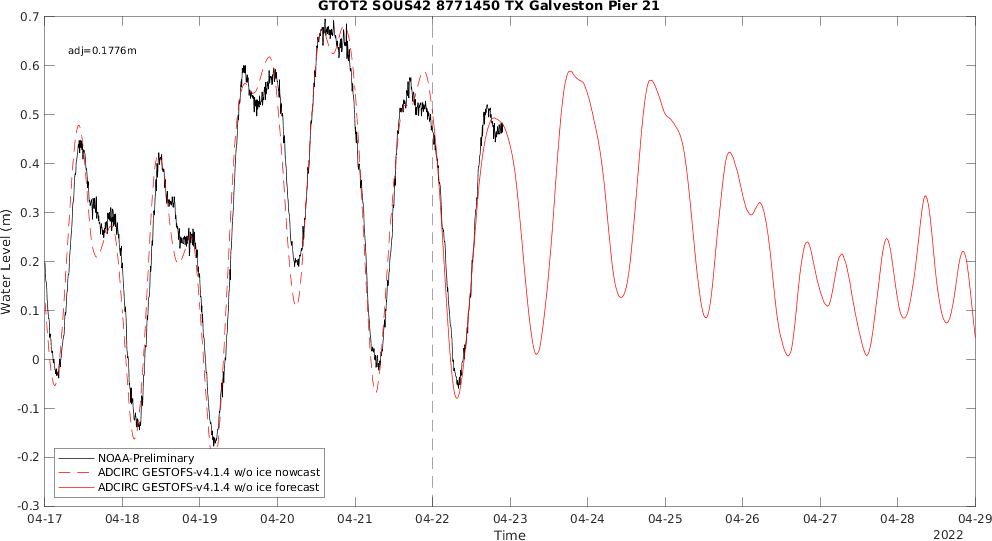 GTOT2 SOUS42 8771450 TX Galveston Pier 21
0.7
adj=0.1776m
0.6
0.5
0.4
0.3
0.2
0.1
0
-0.1
-0.2
-0.3
Water Level (m)
NOAA-Preliminary
ADCIRC GESTOFS-v4.1.4 w/o ice nowcast
ADCIRC GESTOFS-v4.1.4 w/o ice forecast
04-17 04-18 04-19 04-20 04-21 04-22 04-23 04-24 04-25 04-26 04-27 04-28 04-29
Time
2022